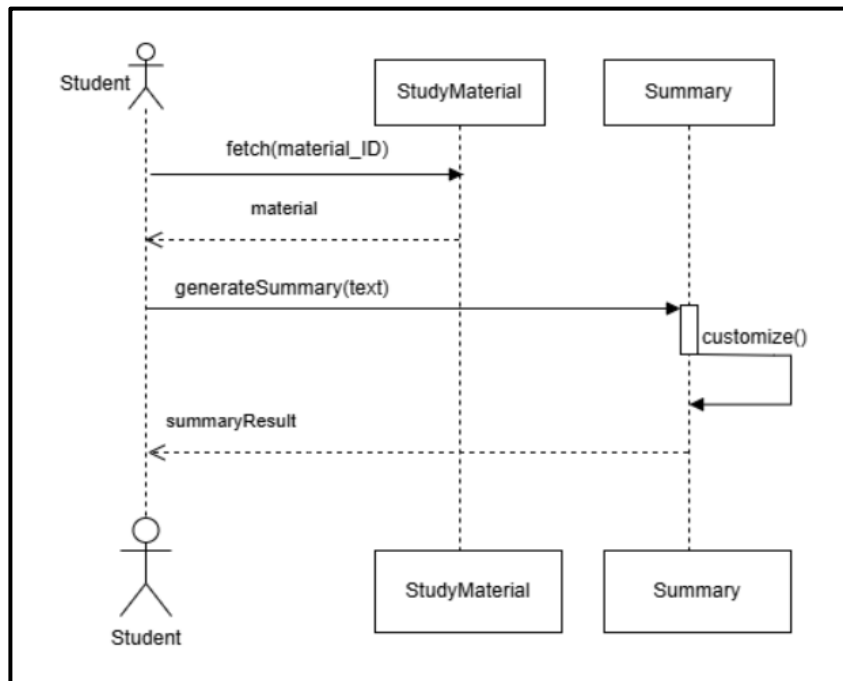 Student
StudyMaterial
Summary
fetch(material_ID)
material
generateSummary(text)
customize()
summaryResult
StudyMaterial
Summary
Student